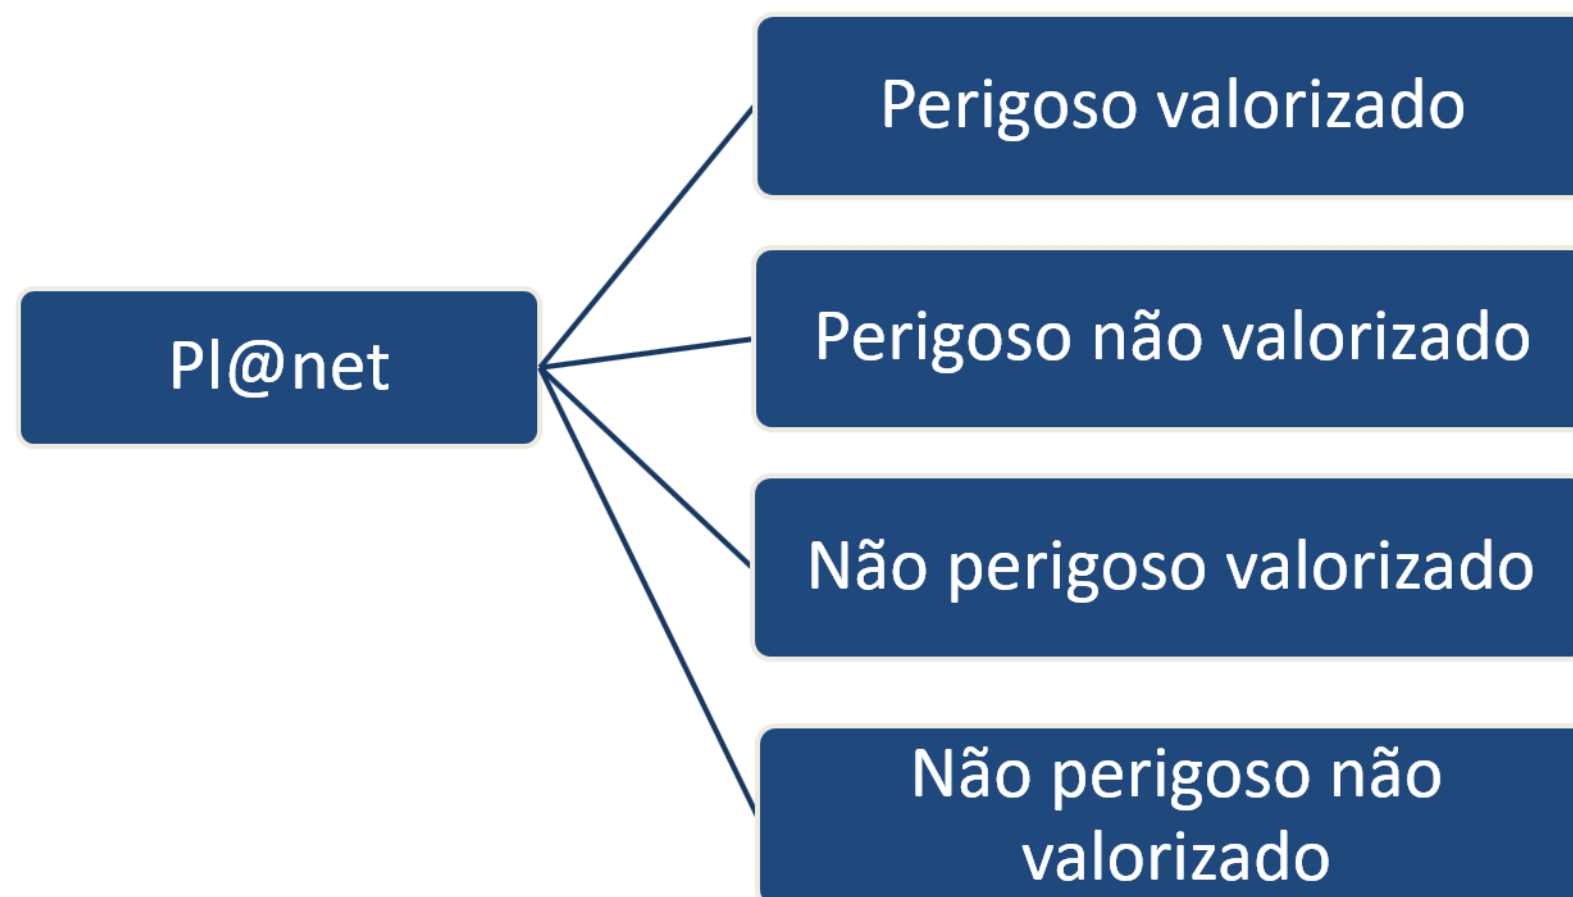 Perigoso valorizado
Perigoso não valorizado
Pl@net
Não perigoso valorizado
Não perigoso não
valorizado